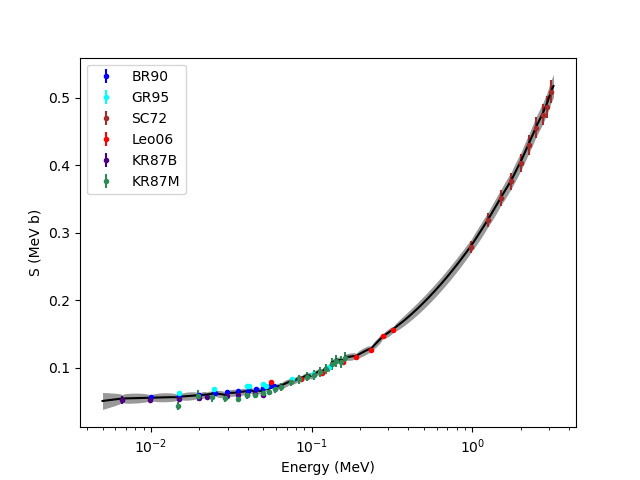 BR90
GR95
SC72
Leo06
KR87B
KR87M
S (MeV b)
0.5
0.4
0.3
0.2
0.1
10⁻²
10⁻¹
10⁰
Energy (MeV)